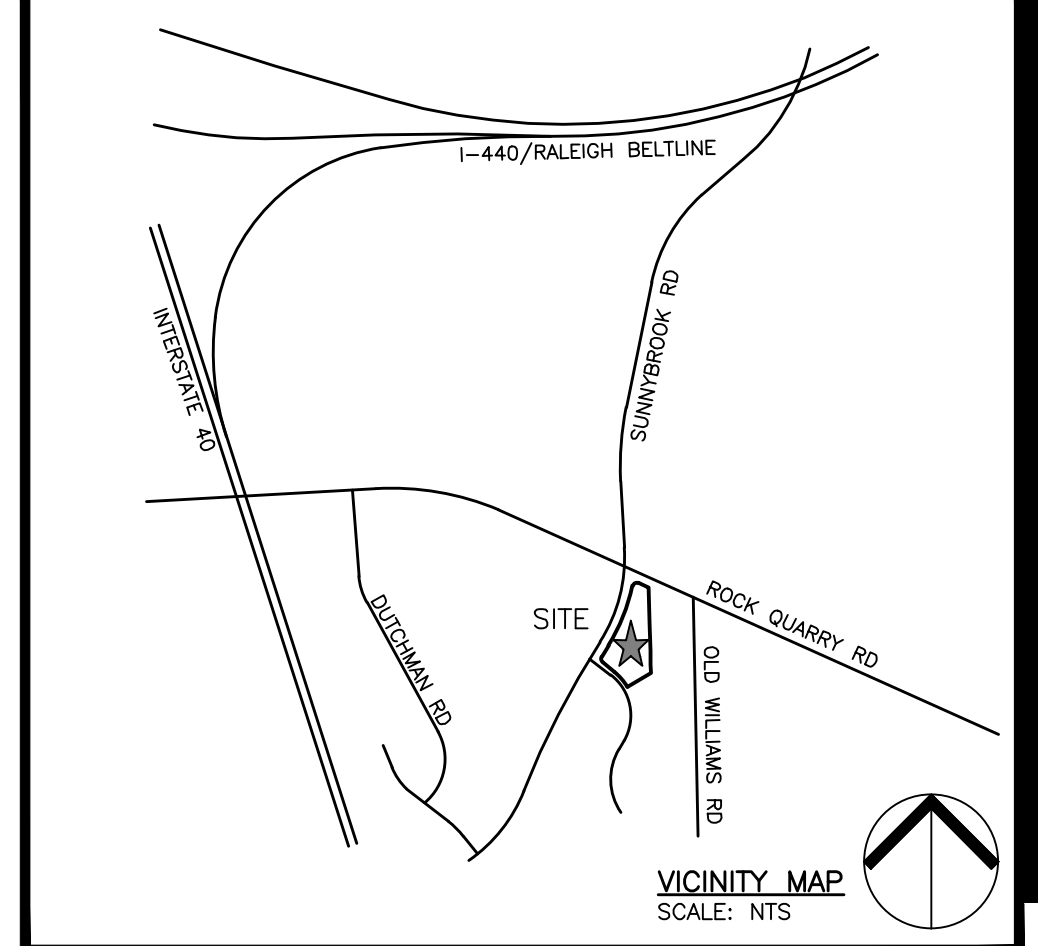 I-440/RALEIGH BELTLINE
SUNNYBROOK RD
INTERSTATE 40
ROCK QUARRY RD
DUTCHMAN RD
SITE
OLD WILLIAMS RD
VICINITY MAP
SCALE: NTS